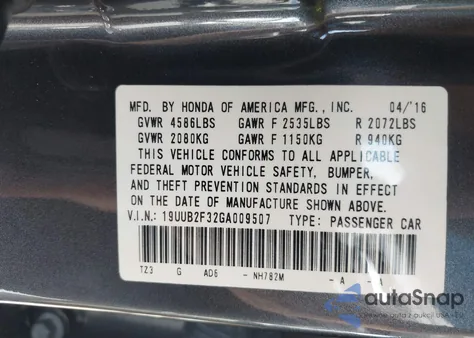 MFD. BY HONDA OF AMERICA MFG., INC. 04/'16
GVWR 4586LBS GAWR F 2535LBS R 2072LBS
GVWR 2080KG GAWR F 1150KG R 940KG
THIS VEHICLE CONFORMS TO ALL APPLICABLE
FEDERAL MOTOR VEHICLE SAFETY, BUMPER,
AND THEFT PREVENTION STANDARDS IN EFFECT
ON THE DATE OF MANUFACTURE SHOWN ABOVE.
V.I.N.: 19UUB2F32GA009507 TYPE: PASSENGER CAR
TZ3 G AD6 - NH782M - A -
autoSnap